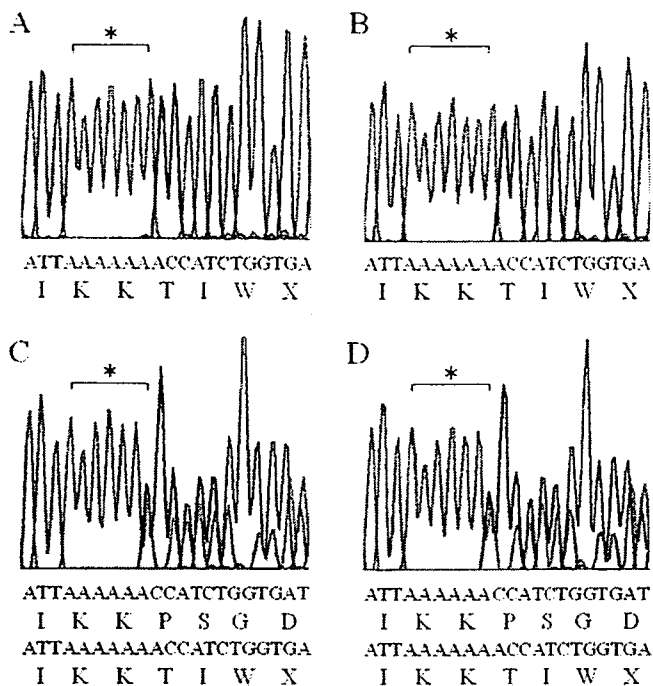 A
*
ATTAAAAAAACCATCTGGTGA
I K K T I W X
B
*
ATTAAAAAAACCATCTGGTGA
I K K T I W X
C
*
ATTAAAAAACCATCTGGTGAT
I K K P S G D
ATTAAAAAAACCATCTGGTGA
I K K T I W X
D
*
ATTAAAAAACCATCTGGTGAT
I K K P S G D
ATTAAAAAAACCATCTGGTGA
I K K T I W X